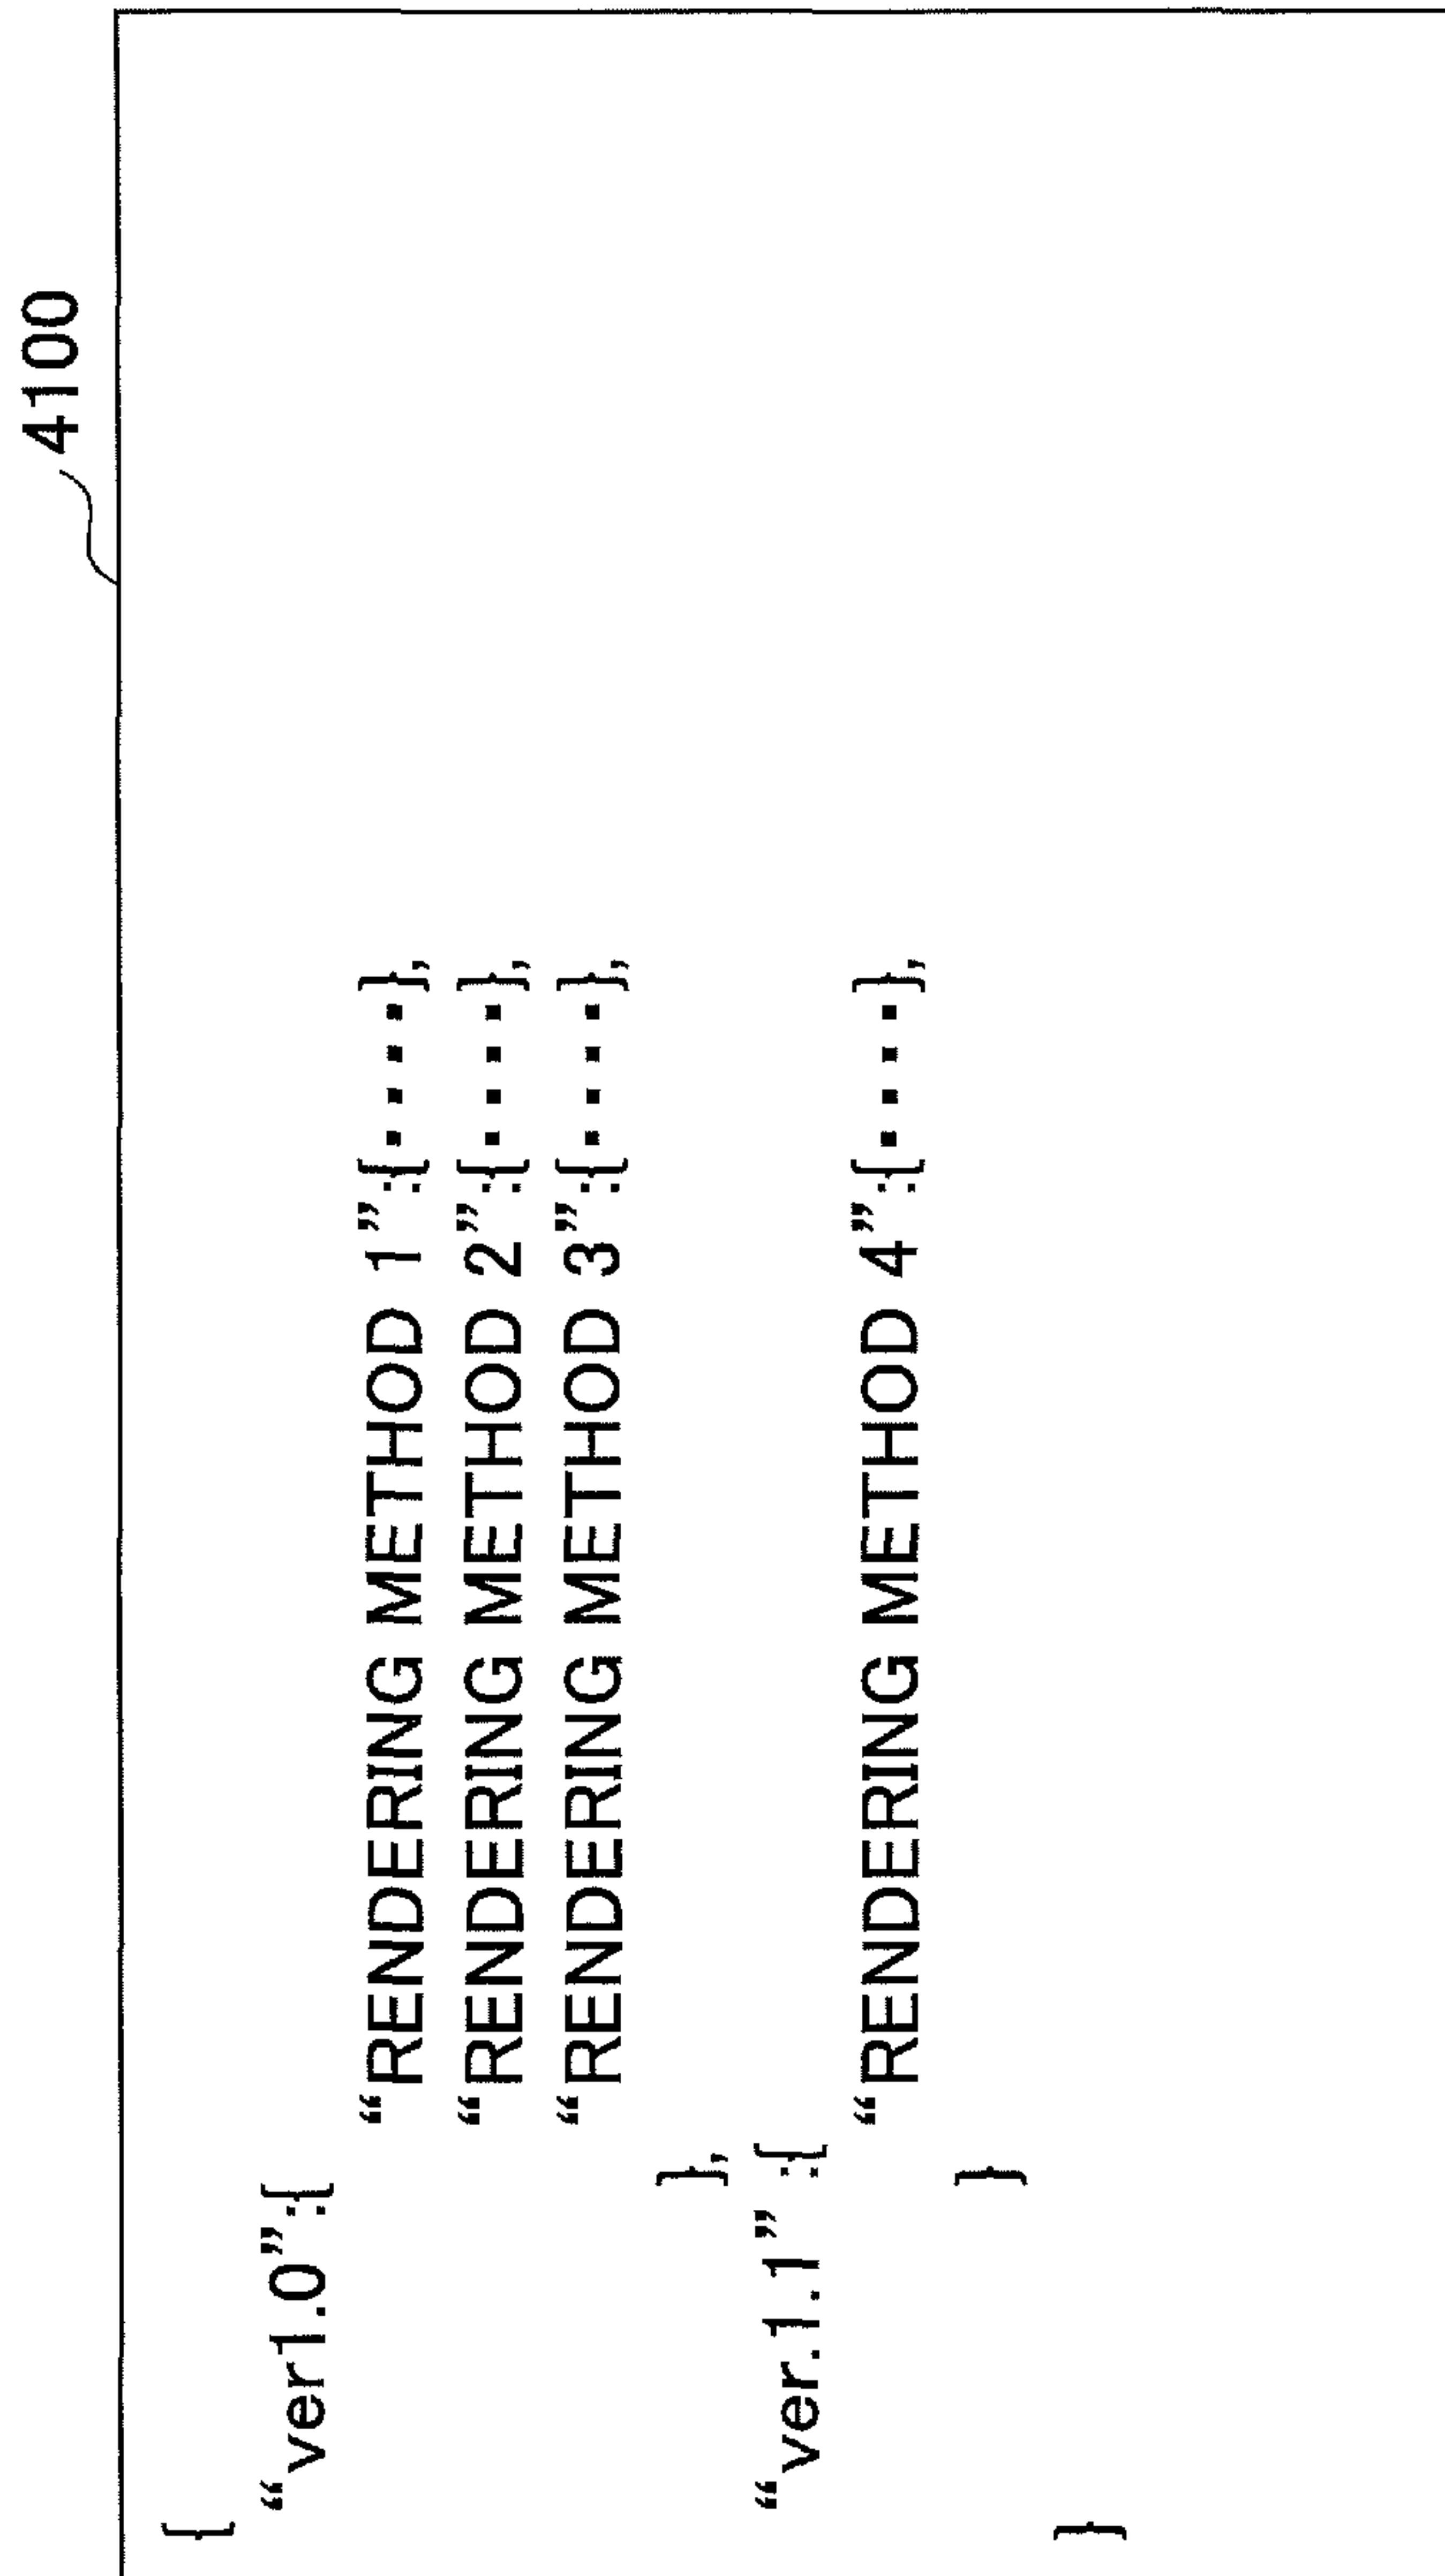 4100
{
“ver1.0”:{
“RENDERING METHOD 1”:{▪ ▪ ▪ ▪},
“RENDERING METHOD 2”:{▪ ▪ ▪ ▪},
“RENDERING METHOD 3”:{▪ ▪ ▪ ▪},
},
“ver.1.1” :{
“RENDERING METHOD 4”:{▪ ▪ ▪ ▪},
}
}